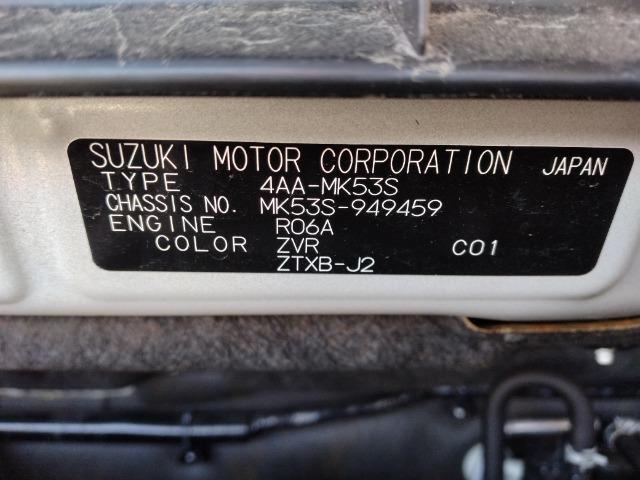 SUZUKI MOTOR CORPORATION JAPAN
TYPE 4AA-MK53S
CHASSIS NO. MK53S-949459
ENGINE R06A
COLOR ZVR C01
ZTXB-J2